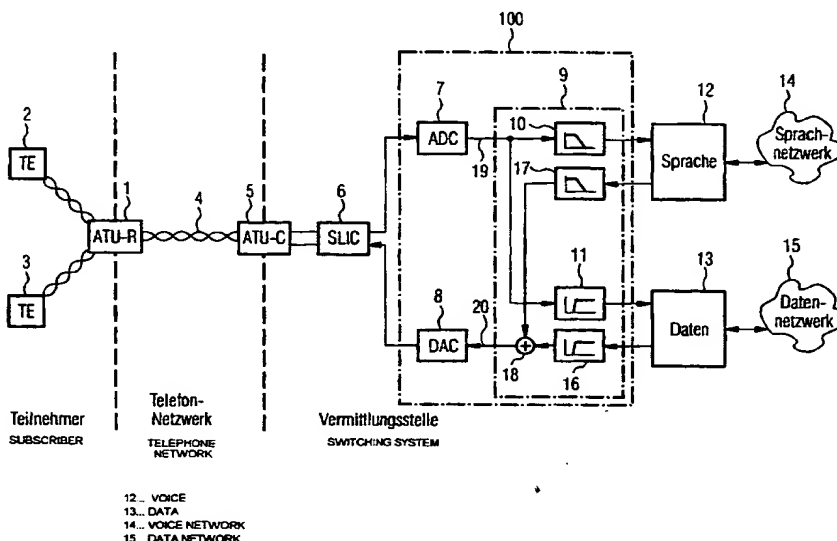 100
2
7
9
12
14
TE
10
ADC
Sprach-
netzwerk
Sprache
19
17
1
4
5
6
ATU-R
ATU-C
SLIC
3
11
13
15
8
TE
20
DAC
Daten
Daten-
netzwerk
18
16
Teilnehmer
SUBSCRIBER
Telefon-
Netzwerk
TELEPHONE
NETWORK
Vermittlungsstelle
SWITCHING SYSTEM
12... VOICE
13... DATA
14... VOICE NETWORK
15... DATA NETWORK